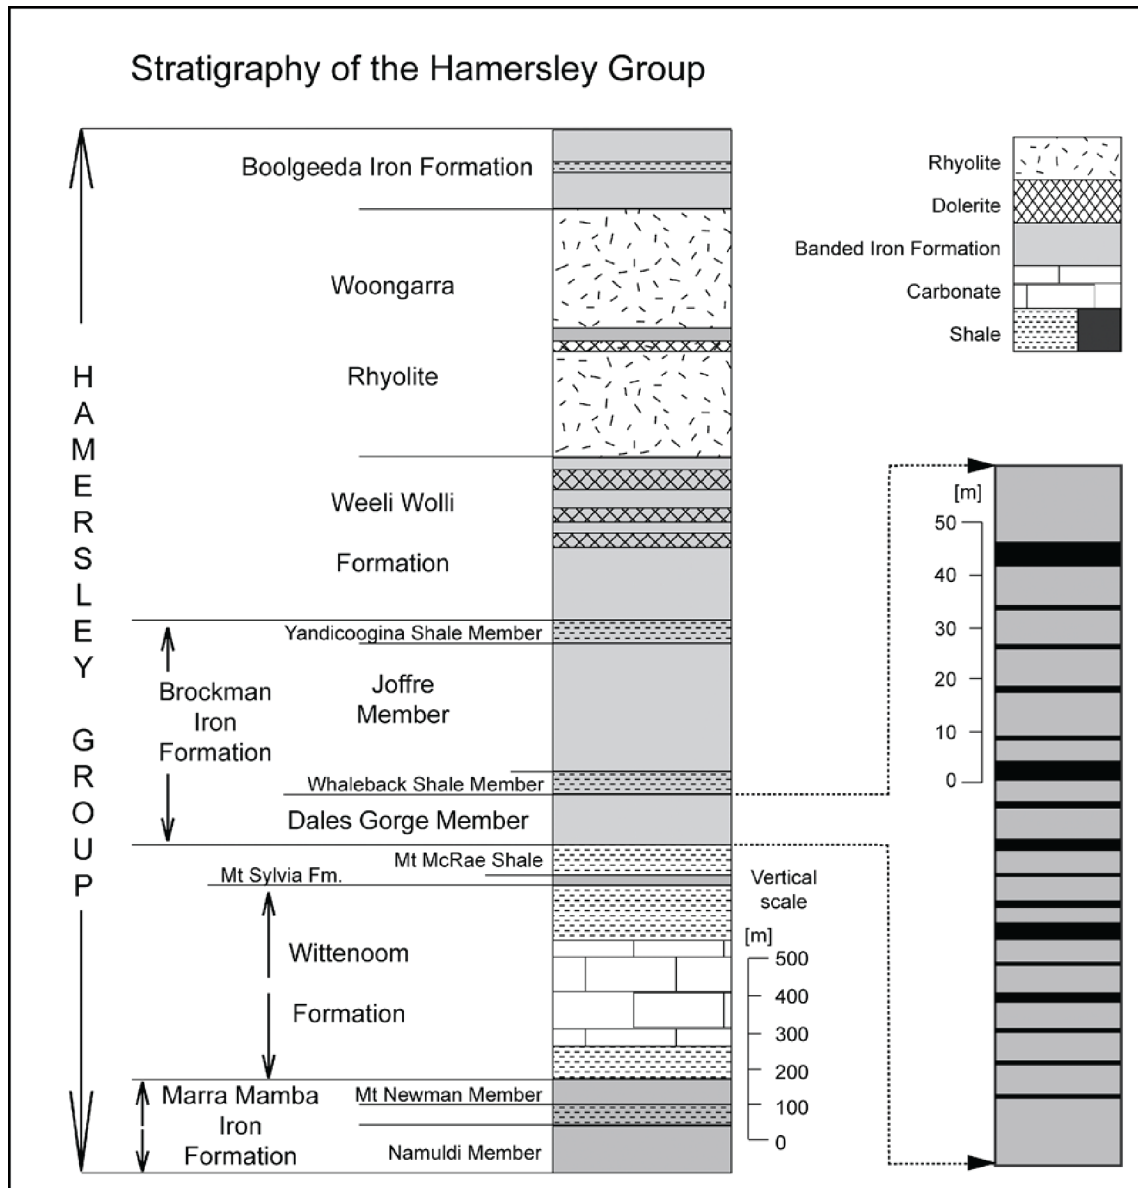 Stratigraphy of the Hamersley Group
HAMERSLEY GROUP
Boolgeeda Iron Formation
Woongarra
Rhyolite
Weeli Wolli
Formation
Brockman
Iron
Formation
Yandicoogina Shale Member
Joffre
Member
Whaleback Shale Member
Dales Gorge Member
Mt McRae Shale
Mt Sylvia Fm.
Wittenoom
Formation
Marra Mamba
Iron
Formation
Mt Newman Member
Namuldi Member
Vertical
scale
[m]
500
400
300
200
100
0
Rhyolite
Dolerite
Banded Iron Formation
Carbonate
Shale
[m]
50
40
30
20
10
0